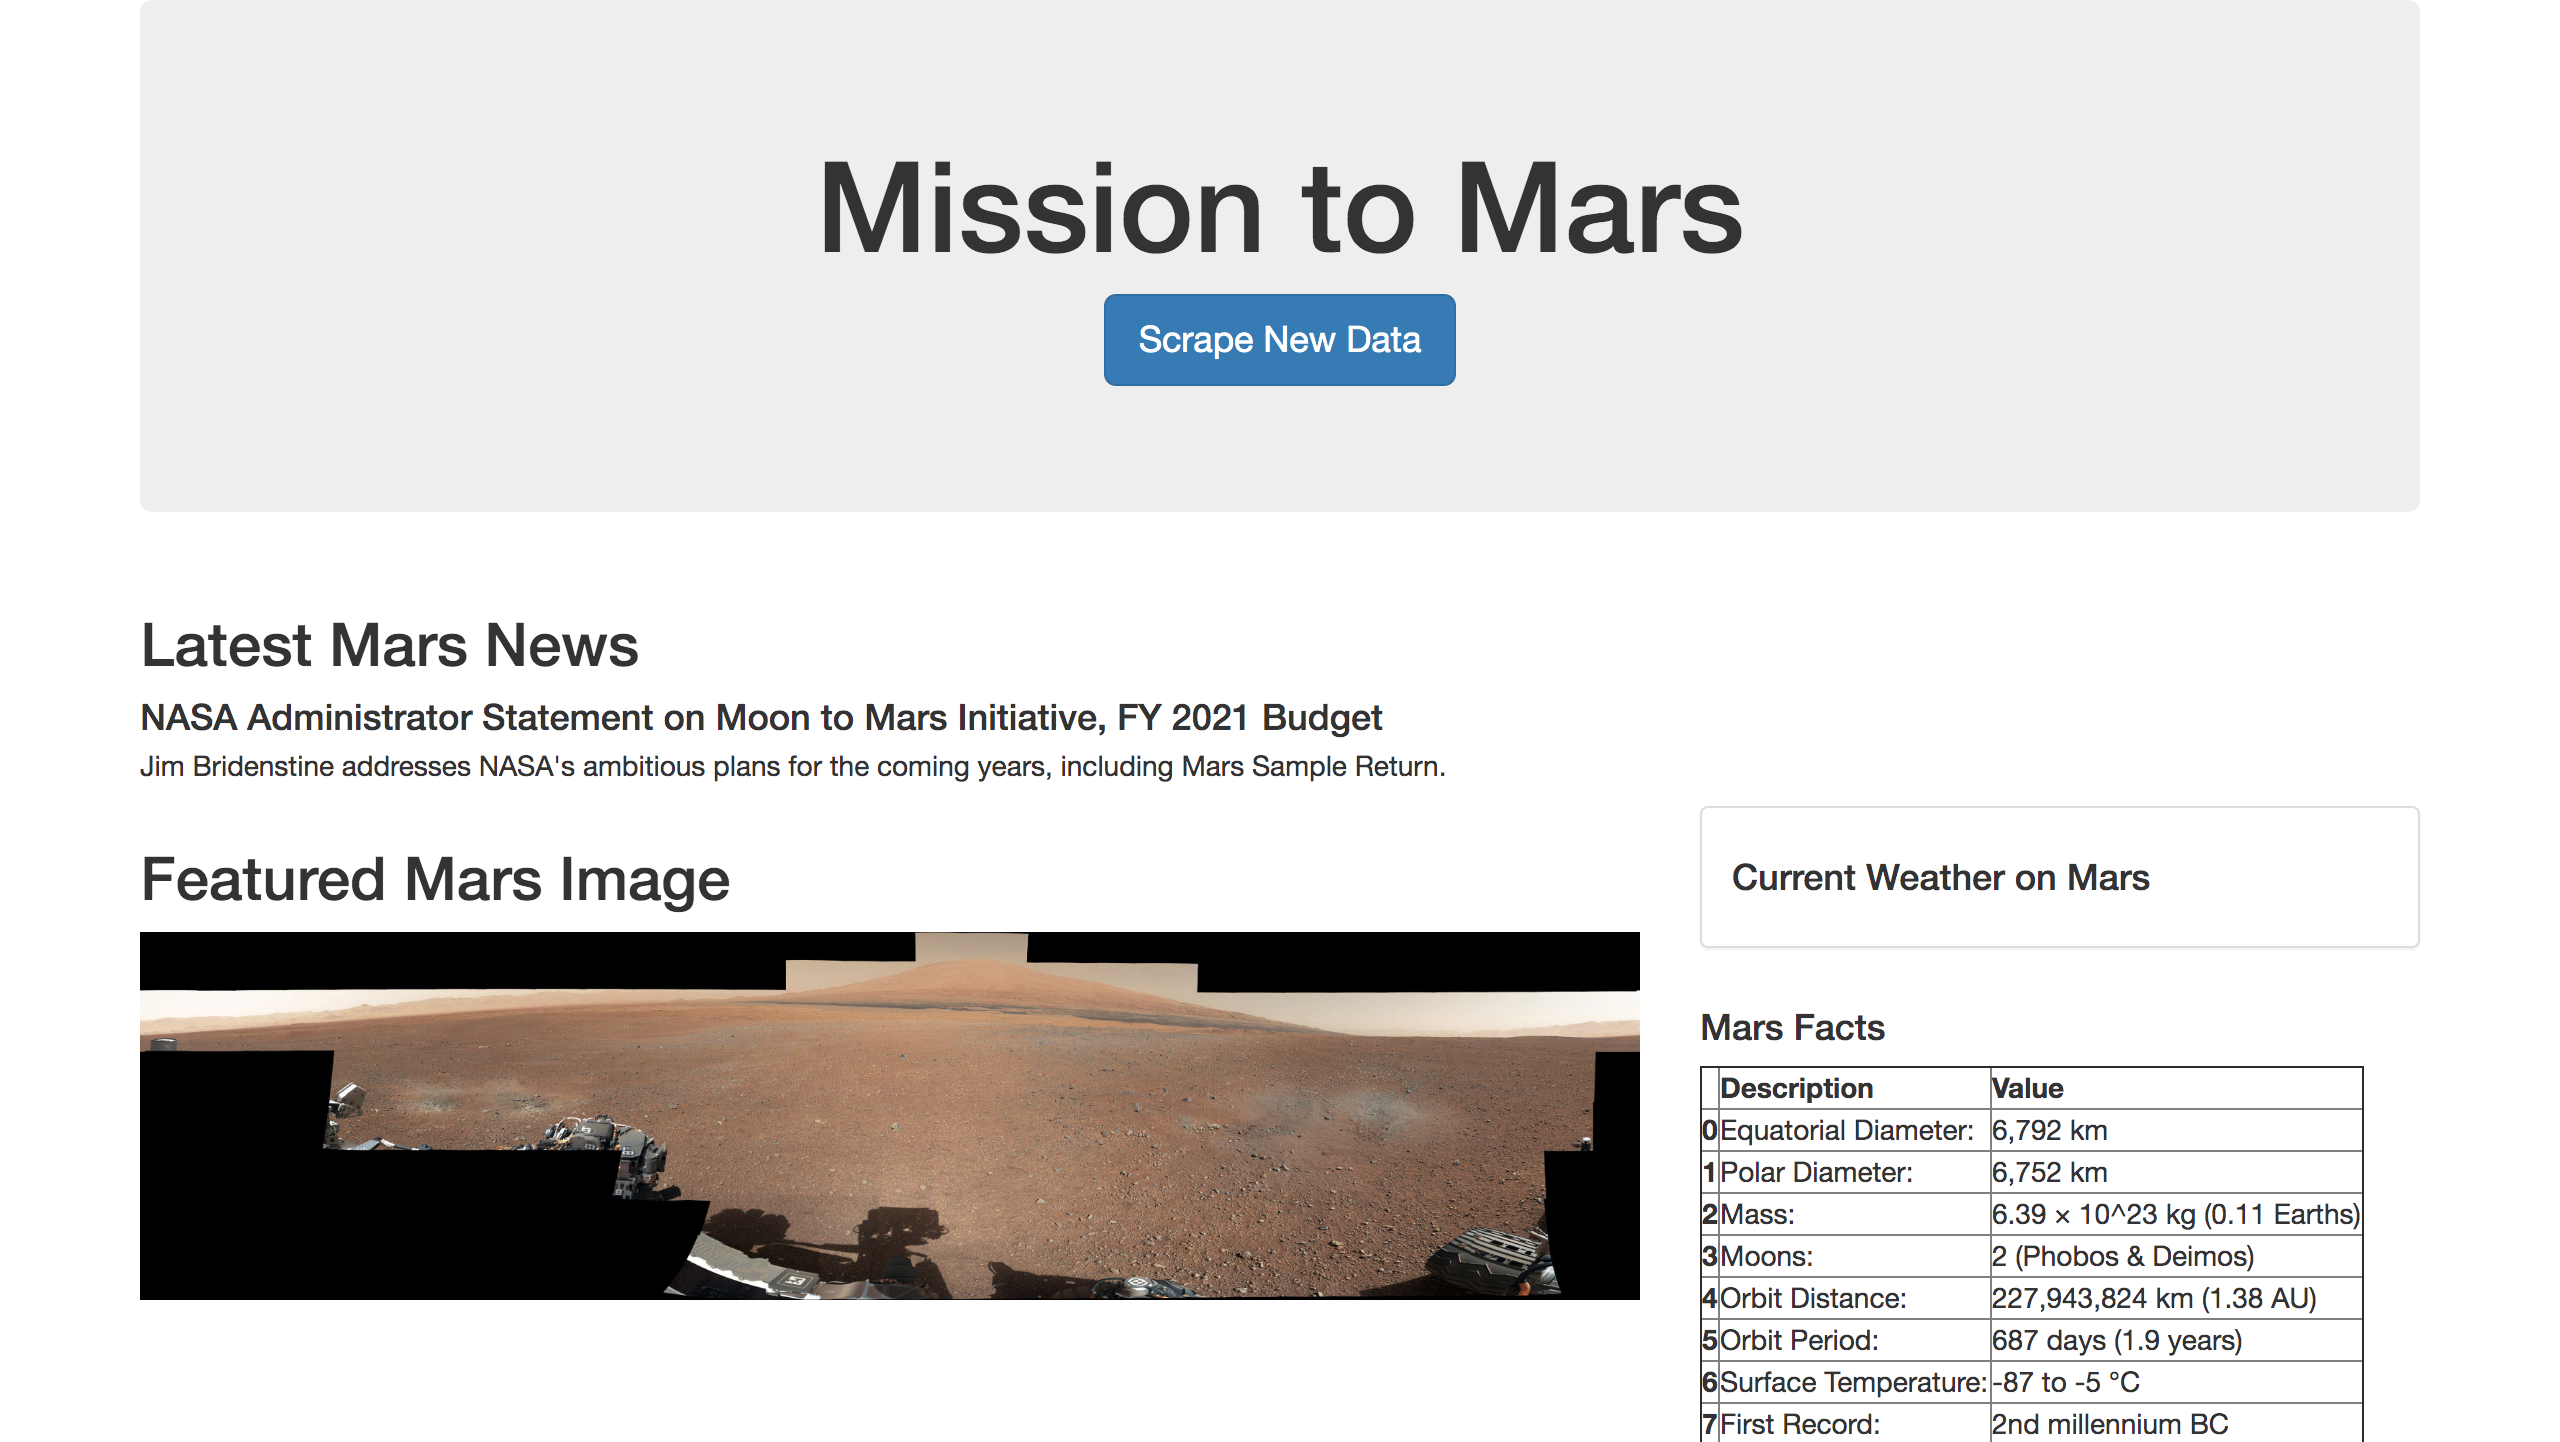 Mission to Mars
Scrape New Data
Latest Mars News
NASA Administrator Statement on Moon to Mars Initiative, FY 2021 Budget
Jim Bridenstine addresses NASA's ambitious plans for the coming years, including Mars Sample Return.
Featured Mars Image
Current Weather on Mars
Mars Facts
Description Value
0 Equatorial Diameter: 6,792 km
1 Polar Diameter: 6,752 km
2 Mass: 6.39 × 10^23 kg (0.11 Earths)
3 Moons: 2 (Phobos & Deimos)
4 Orbit Distance: 227,943,824 km (1.38 AU)
5 Orbit Period: 687 days (1.9 years)
6 Surface Temperature: -87 to -5 °C
7 First Record: 2nd millennium BC